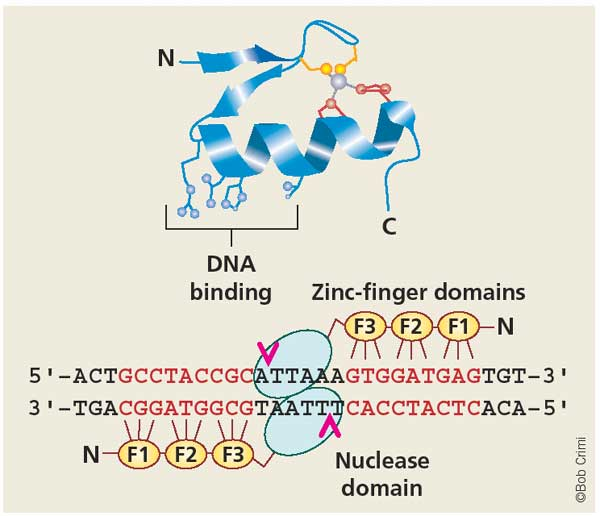 N
C
DNA
binding
Zinc-finger domains
F3 F2 F1 N
5'-ACTGCCTACCGCATTAAAGTGGATGAGTGT-3'
3'-TGACGGATGGCGTAATTTCACCTACTCACA-5'
N F1 F2 F3
Nuclease
domain
©Bob Crimi